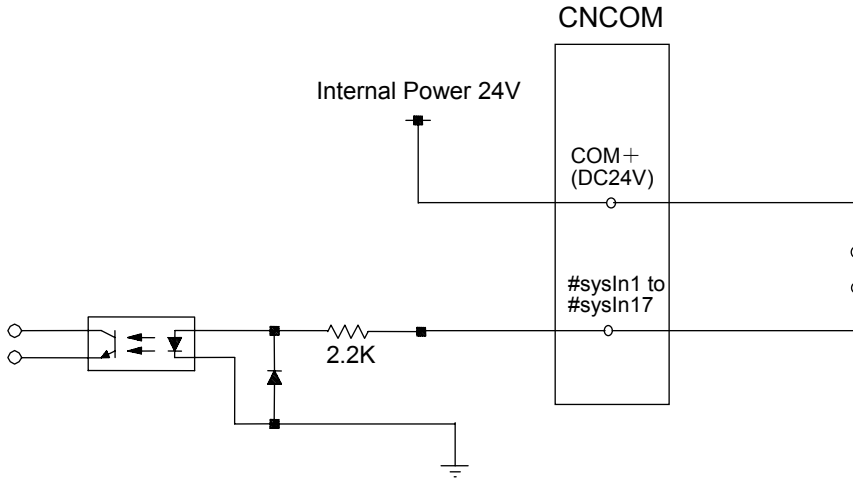 CNCOM
Internal Power 24V
COM+
(DC24V)
#sysIn1 to
#sysIn17
2.2K